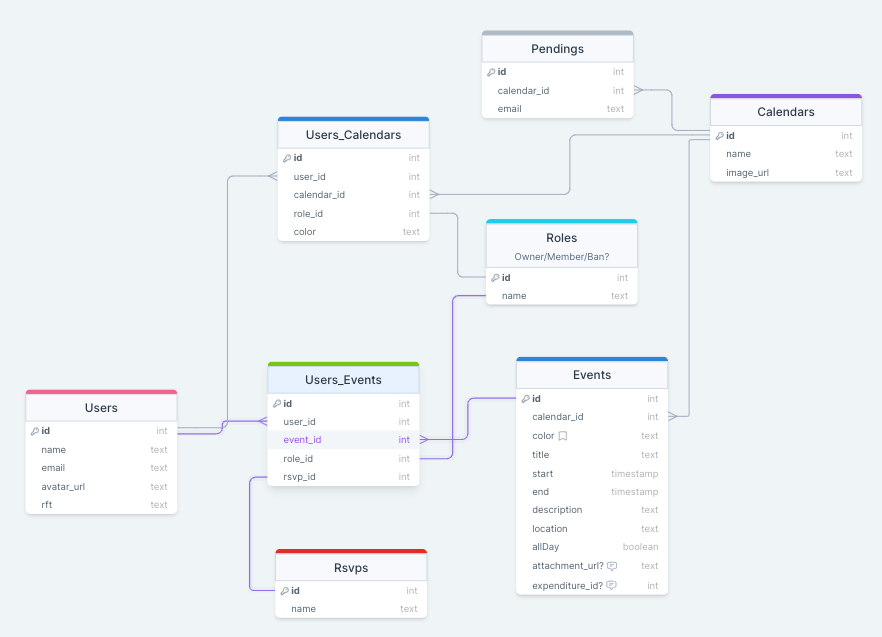 Pendings
id int
calendar_id int
email text
Calendars
id int
name text
image_url text
Users_Calendars
id int
user_id int
calendar_id int
role_id int
color text
Roles
Owner/Member/Ban?
id int
name text
Users_Events
id int
user_id int
event_id int
role_id int
rsvp_id int
Events
id int
calendar_id int
color text
title text
start timestamp
end timestamp
description text
location text
allDay boolean
attachment_url? text
expenditure_id? int
Users
id int
name text
email text
avatar_url text
rft text
Rsvps
id int
name text